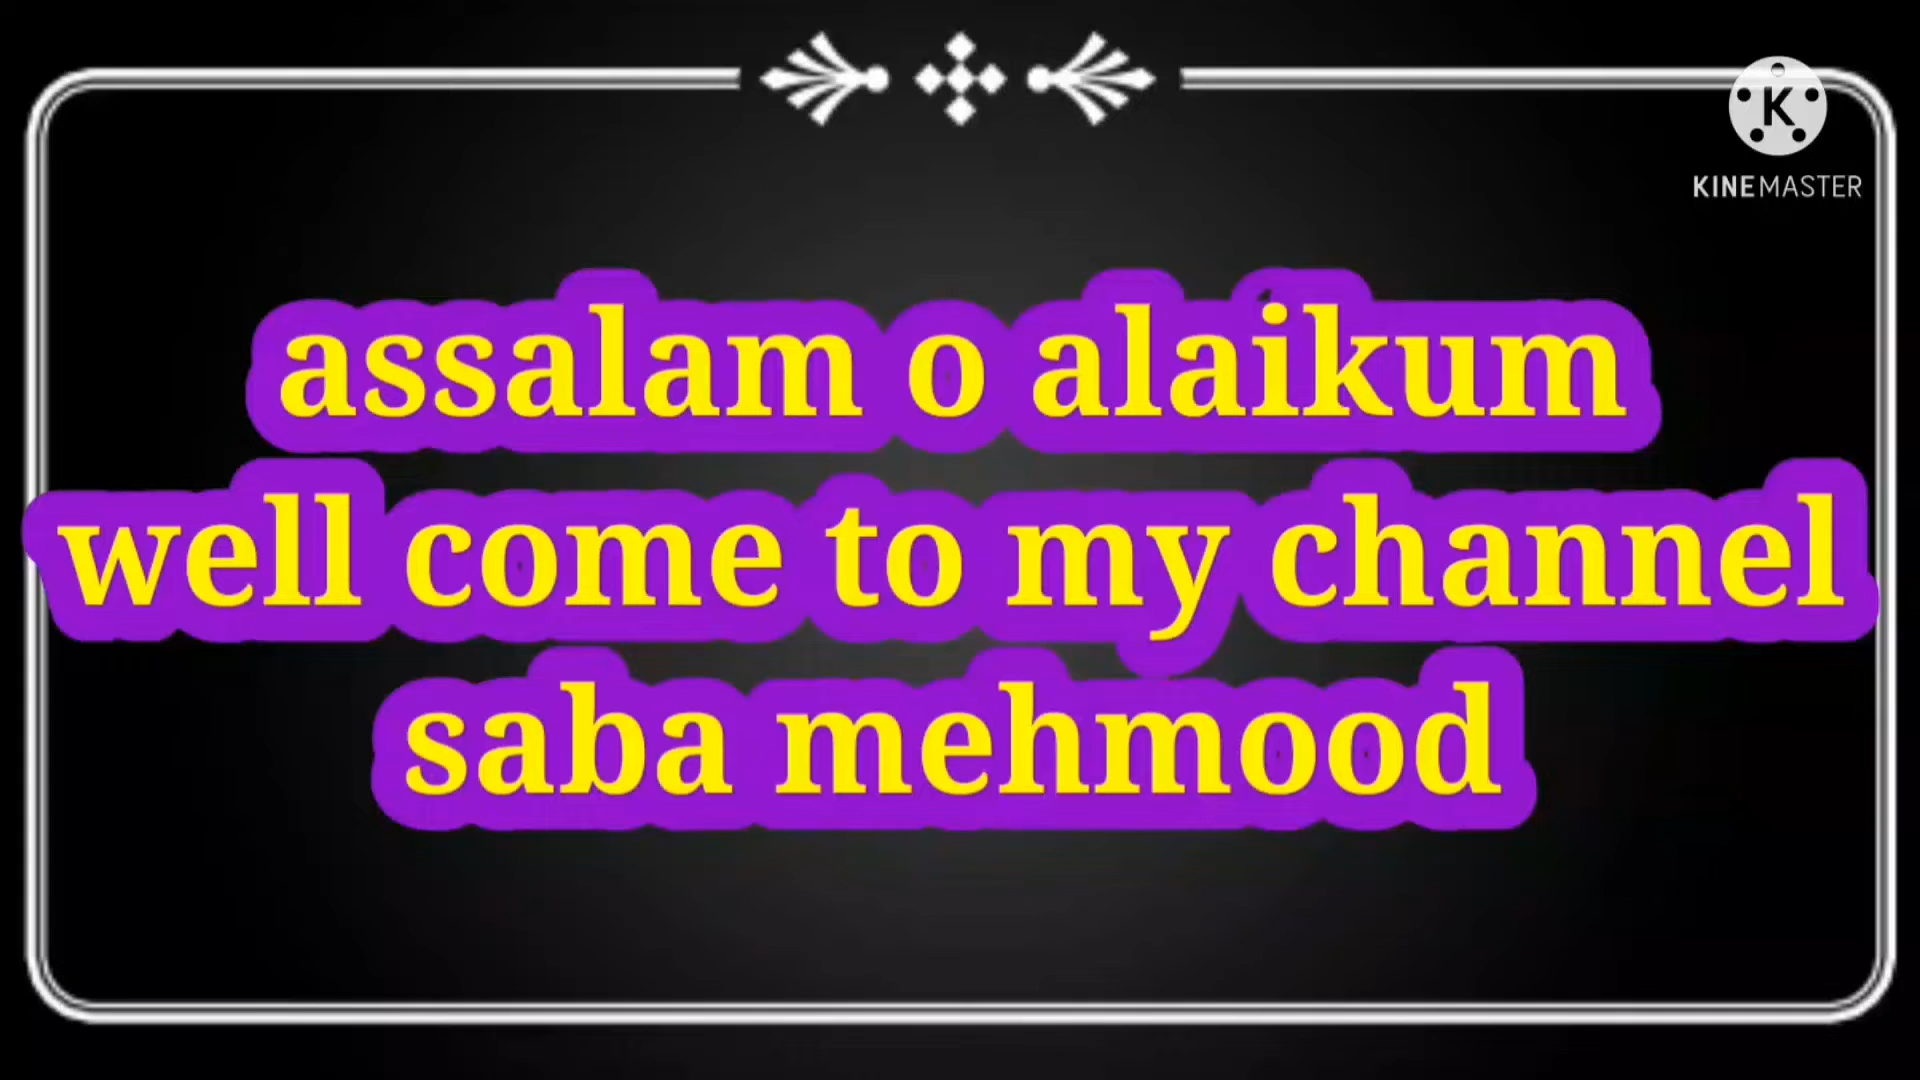 K
KINEMASTER
assalam o alaikum
well come to my channel
saba mehmood